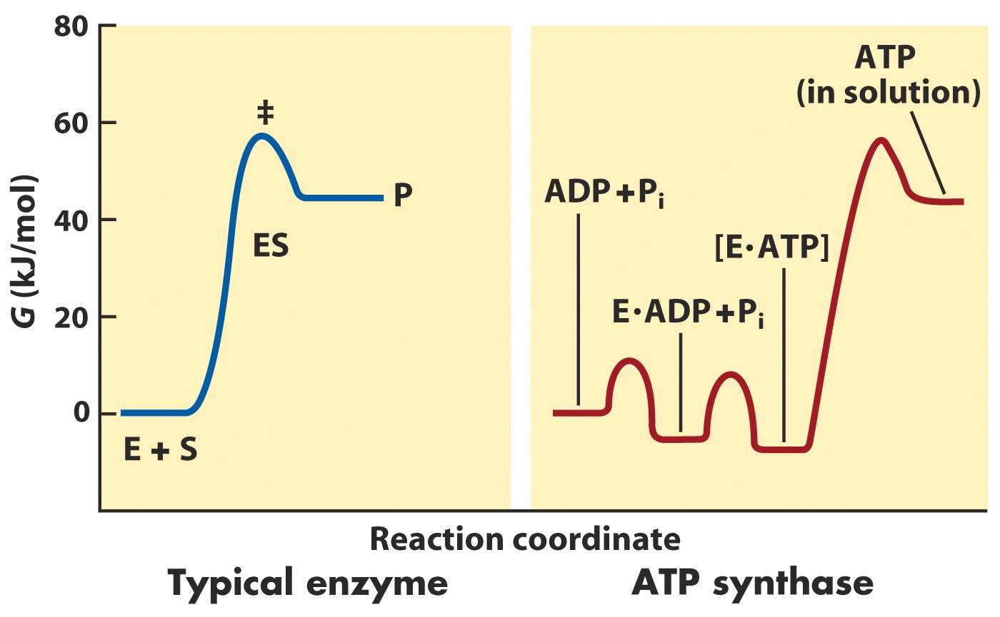 80
60
40
20
0
G (kJ/mol)
‡
P
ES
E + S
ATP
(in solution)
ADP + Pi
[E·ATP]
E·ADP + Pi
Reaction coordinate
Typical enzyme
ATP synthase